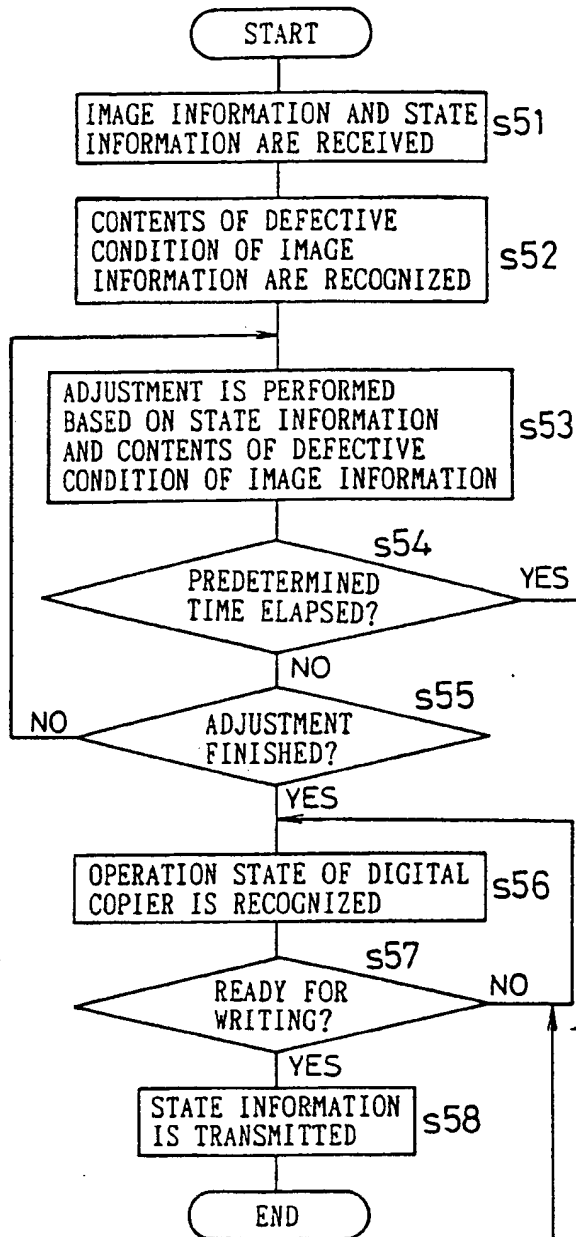 START
IMAGE INFORMATION AND STATE
INFORMATION ARE RECEIVED
s51
CONTENTS OF DEFECTIVE
CONDITION OF IMAGE
INFORMATION ARE RECOGNIZED
s52
ADJUSTMENT IS PERFORMED
BASED ON STATE INFORMATION
AND CONTENTS OF DEFECTIVE
CONDITION OF IMAGE INFORMATION
s53
s54
PREDETERMINED
TIME ELAPSED?
YES
NO
s55
NO
ADJUSTMENT
FINISHED?
YES
OPERATION STATE OF DIGITAL
COPIER IS RECOGNIZED
s56
s57
READY FOR
WRITING?
NO
YES
STATE INFORMATION
IS TRANSMITTED
s58
END